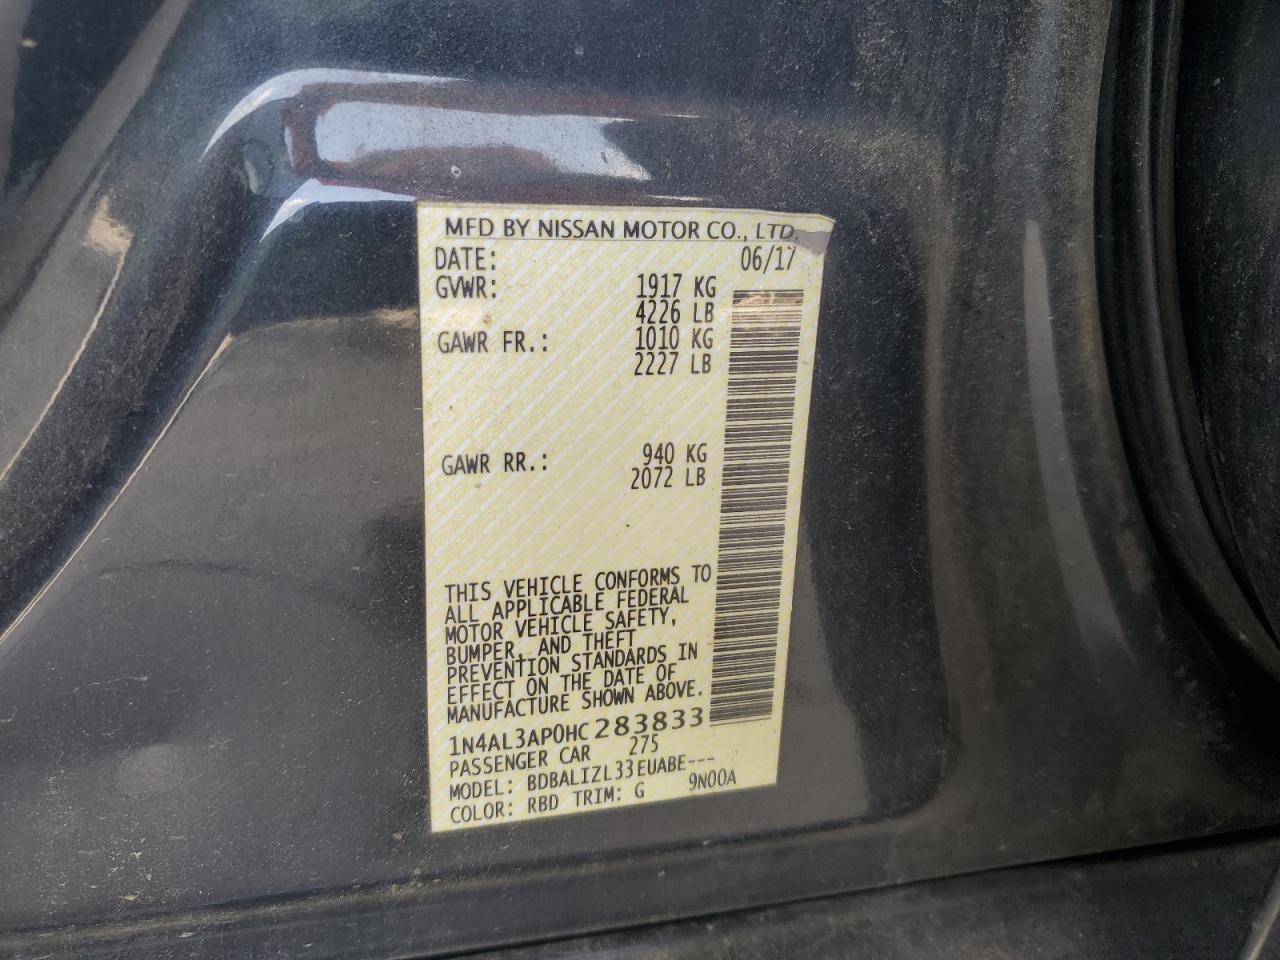 MFD BY NISSAN MOTOR CO., LTD.
DATE: 06/17
GVWR: 1917 KG
4226 LB
GAWR FR.: 1010 KG
2227 LB
GAWR RR.: 940 KG
2072 LB
THIS VEHICLE CONFORMS TO
ALL APPLICABLE FEDERAL
MOTOR VEHICLE SAFETY,
BUMPER, AND THEFT
PREVENTION STANDARDS IN
EFFECT ON THE DATE OF
MANUFACTURE SHOWN ABOVE.
1N4AL3AP0HC283833
PASSENGER CAR 275
MODEL: BDBALIZL33EUABE---
COLOR: RBD TRIM: G 9N00A